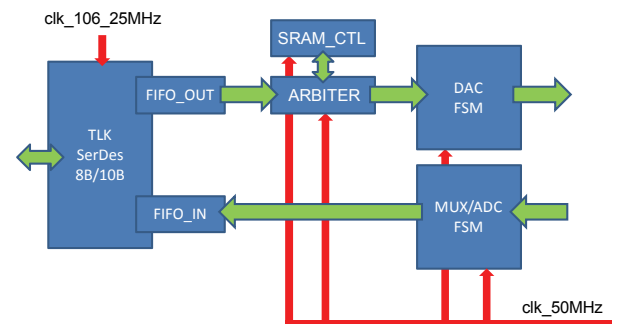 clk_106_25MHz
SRAM_CTL
FIFO_OUT
ARBITER
DAC
FSM
TLK
SerDes
8B/10B
FIFO_IN
MUX/ADC
FSM
clk_50MHz